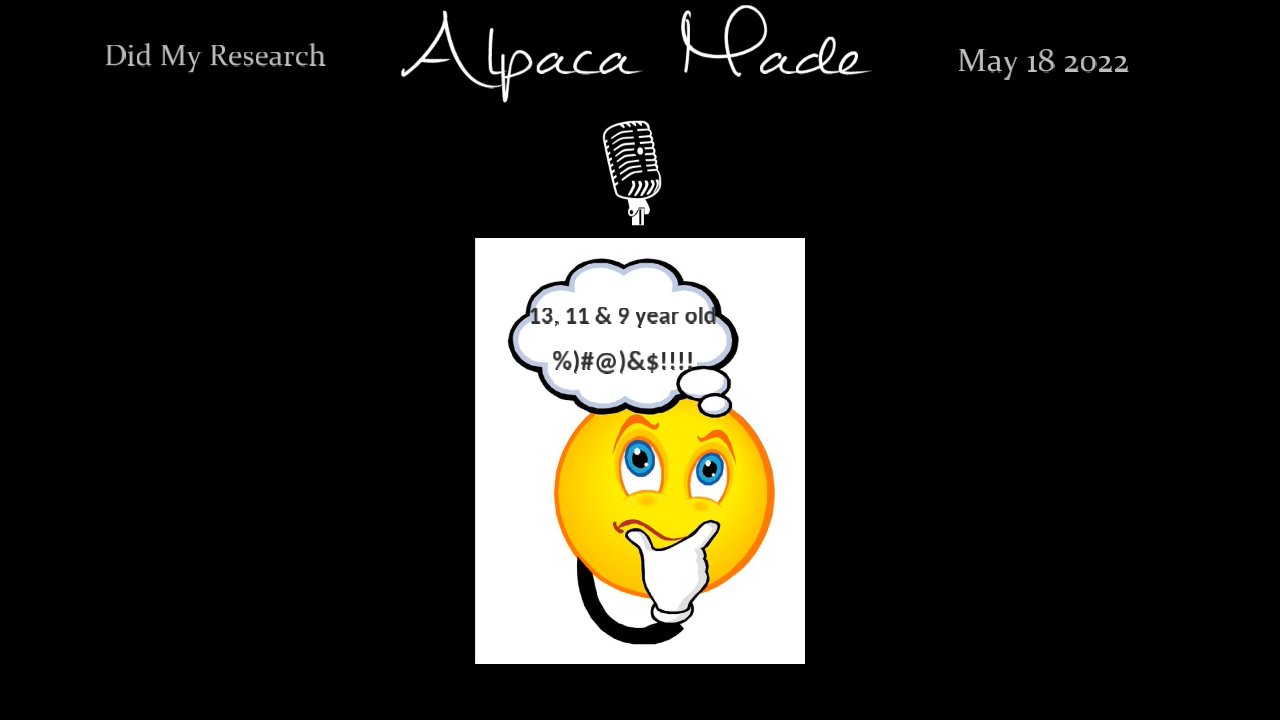 Did My Research
Alpaca Made
May 18 2022
13, 11 & 9 year old
%)#@)&$!!!!